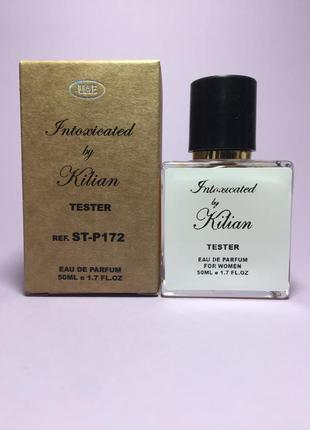 Intoxicated
by
Kilian
TESTER
REF. ST-P172
EAU DE PARFUM
50ML e 1.7 FL.OZ
Intoxicated
by
Kilian
TESTER
EAU DE PARFUM
FOR WOMEN
50ML e 1.7 FL.OZ